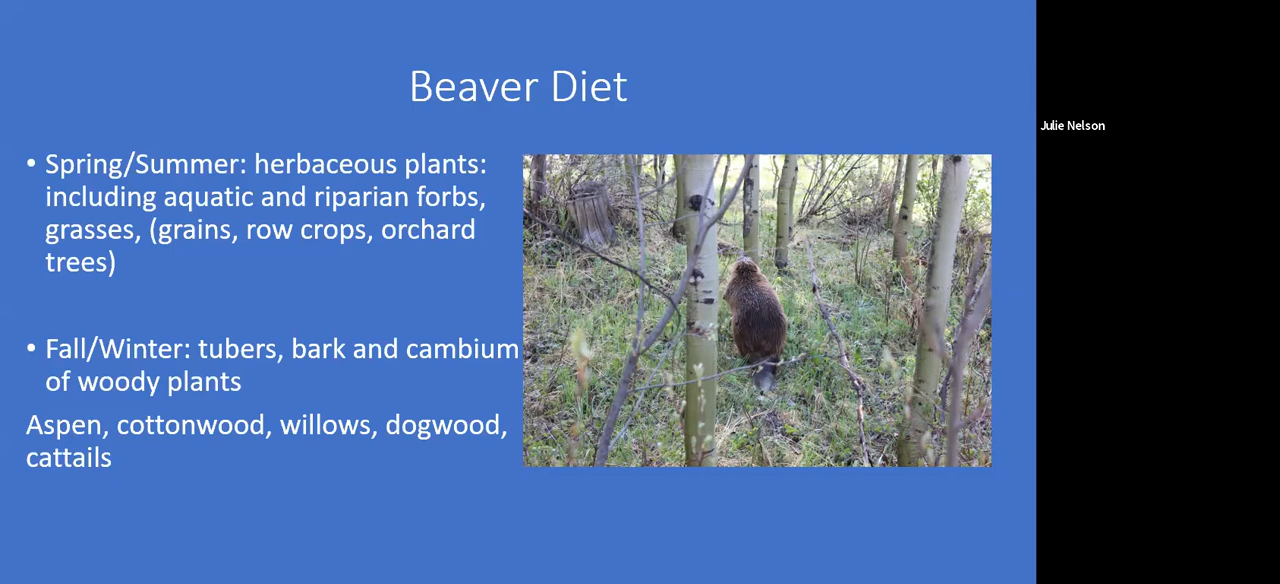 Beaver Diet
• Spring/Summer: herbaceous plants:
including aquatic and riparian forbs,
grasses, (grains, row crops, orchard
trees)
• Fall/Winter: tubers, bark and cambium
of woody plants
Aspen, cottonwood, willows, dogwood,
cattails
Julie Nelson